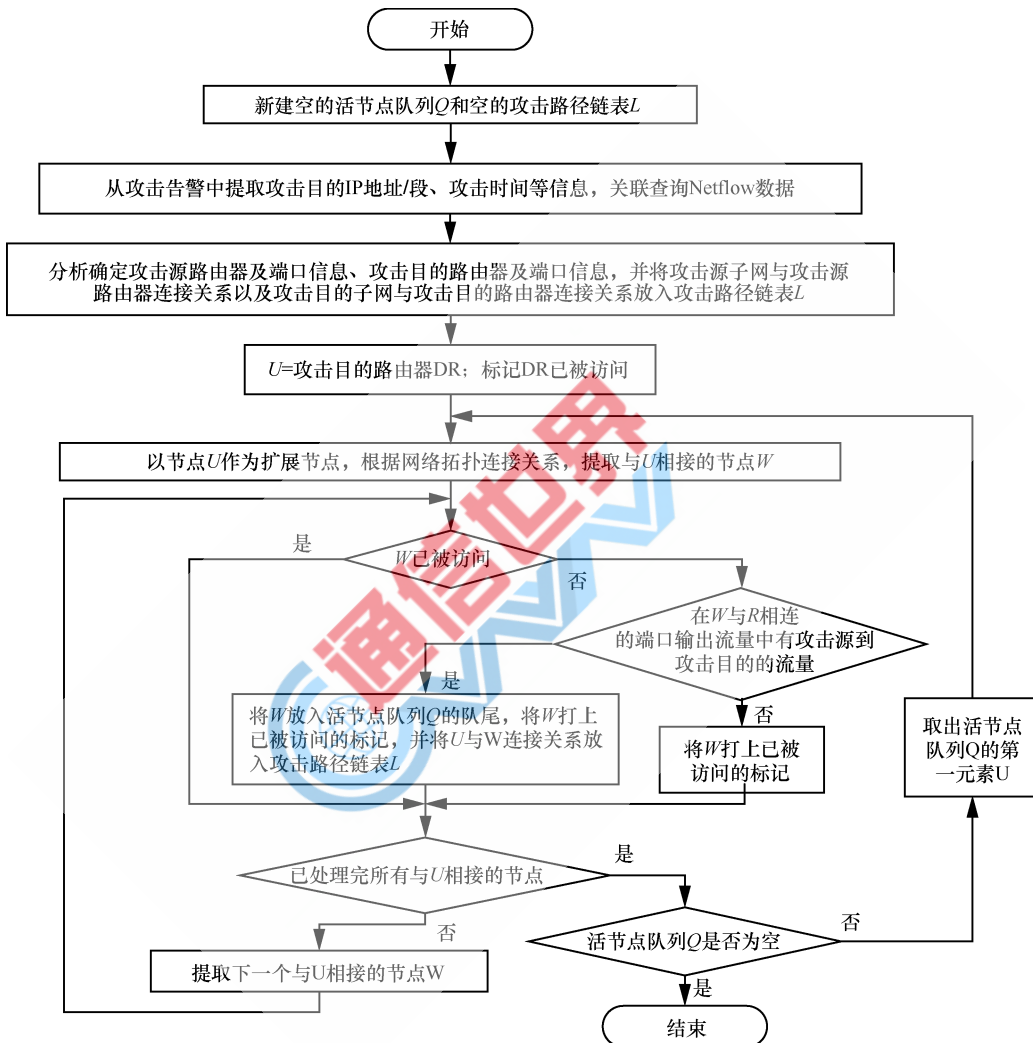 开始
新建空的活节点队列Q和空的攻击路径链表L
从攻击告警中提取攻击目的IP地址/段、攻击时间等信息，关联查询Netflow数据
分析确定攻击源路由器及端口信息、攻击目的路由器及端口信息，并将攻击源子网与攻击源
路由器连接关系以及攻击目的子网与攻击目的路由器连接关系放入攻击路径链表L
U=攻击目的路由器DR；标记DR已被访问
以节点U作为扩展节点，根据网络拓扑连接关系，提取与U相接的节点W
是
W已被访问
否
在W与R相连
的端口输出流量中有攻击源到
攻击目的的流量
是
否
将W放入活节点队列Q的队尾，将W打上
已被访问的标记，并将U与W连接关系放
入攻击路径链表L
将W打上已被
访问的标记
取出活节点
队列Q的第
一元素U
已处理完所有与U相接的节点
是
否
活节点队列Q是否为空
否
提取下一个与U相接的节点W
是
结束
通信世界